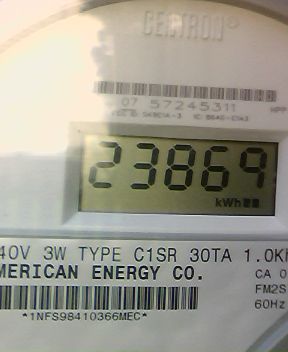 CENTRON®
07 57245311
23869
kWh
40V 3W TYPE C1SR 30TA 1.0K
MERICAN ENERGY CO.
CA 0
FM2S
60Hz
*1NFS98410366MEC*